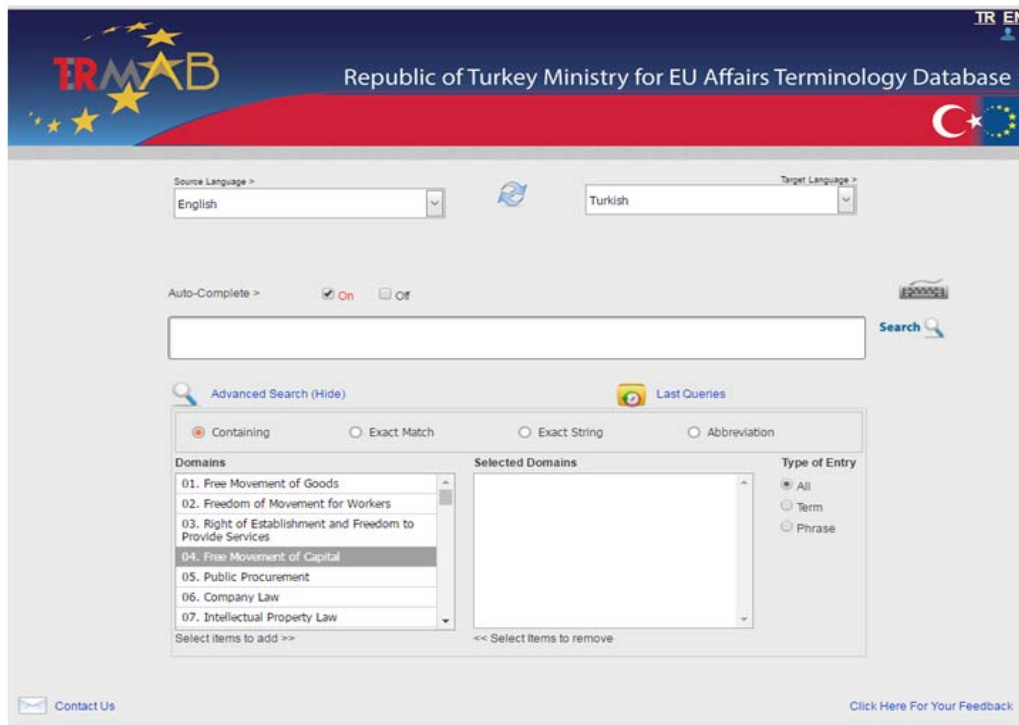 TR EN
TERMAB
Republic of Turkey Ministry for EU Affairs Terminology Database
Source Language >
Target Language >
English
Turkish
Auto-Complete >
On
Off
Search
Advanced Search (Hide)
Last Queries
Containing
Exact Match
Exact String
Abbreviation
Domains
Selected Domains
Type of Entry
01. Free Movement of Goods
02. Freedom of Movement for Workers
03. Right of Establishment and Freedom to
Provide Services
04. Free Movement of Capital
05. Public Procurement
06. Company Law
07. Intellectual Property Law
All
Term
Phrase
Select items to add >>
<< Select Items to remove
Contact Us
Click Here For Your Feedback